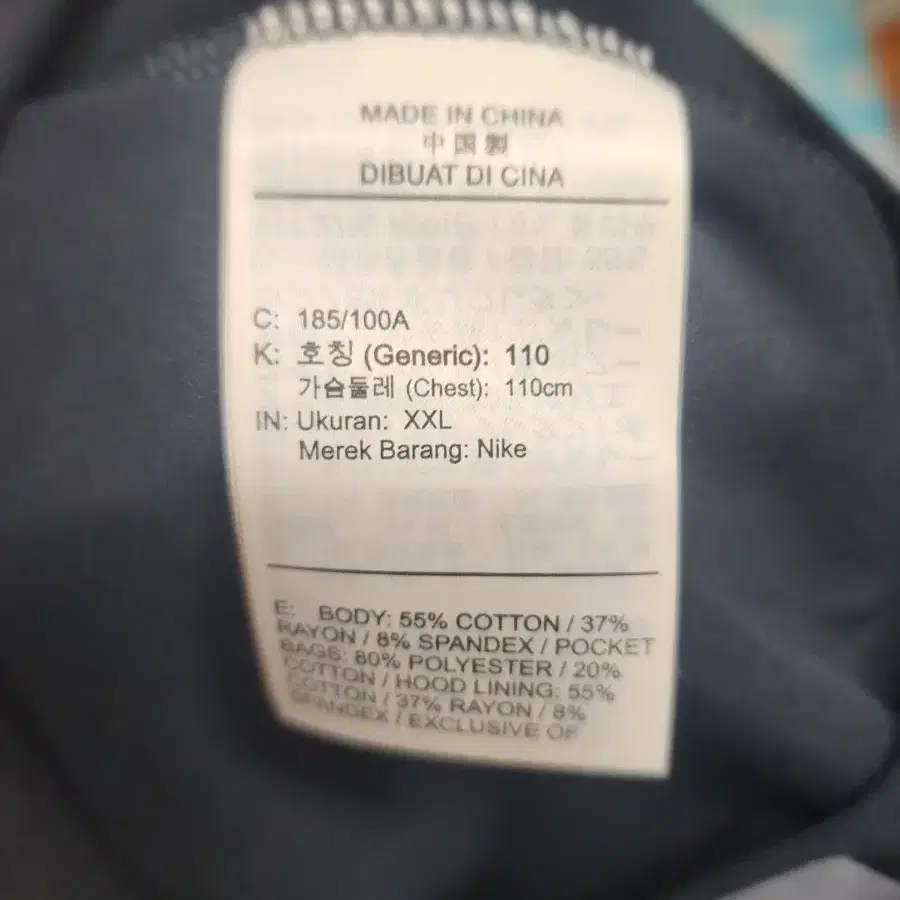 MADE IN CHINA
中国製
DIBUAT DI CINA
C: 185/100A
K: 호칭 (Generic): 110
가슴둘레 (Chest): 110cm
IN: Ukuran: XXL
Merek Barang: Nike
E: BODY: 55% COTTON / 37%
RAYON / 8% SPANDEX / POCKET
BAGS: 80% POLYESTER / 20%
COTTON / HOOD LINING: 55%
COTTON / 37% RAYON / 8%
SPANDEX / EXCLUSIVE OF